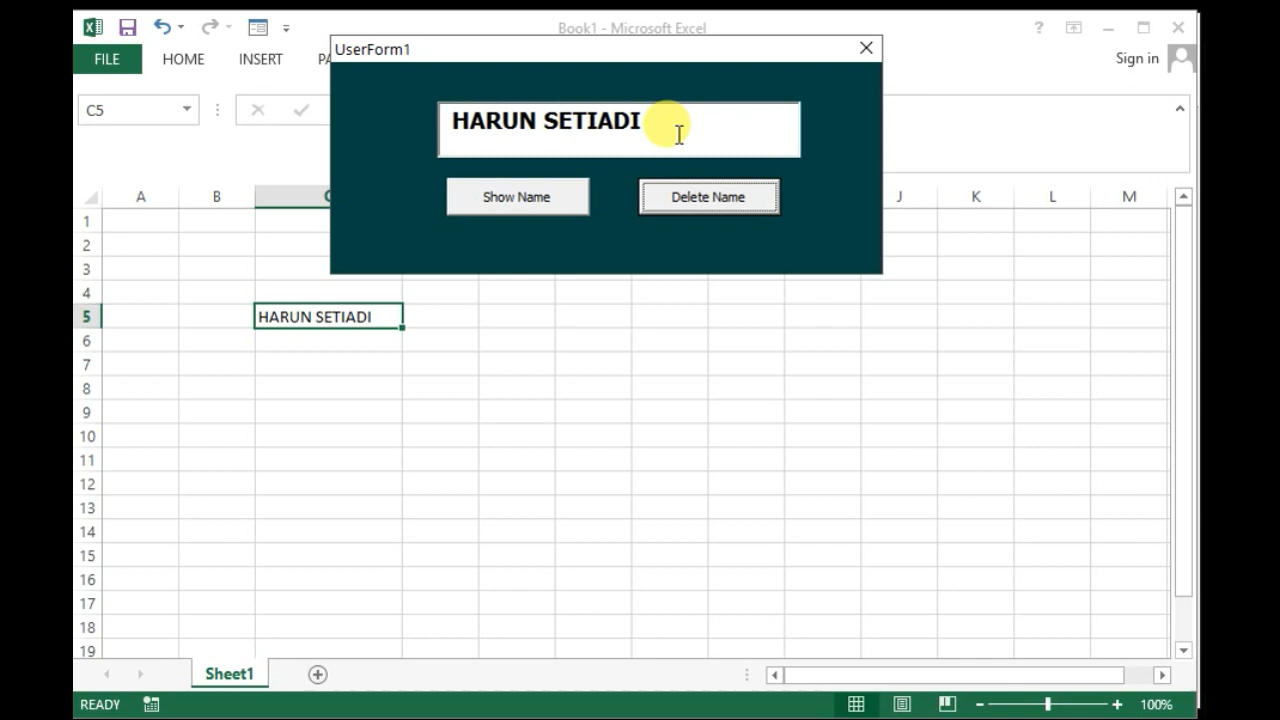 Book1 - Microsoft Excel
?
UserForm1
FILE
HOME
INSERT
PA
Sign in
HARUN SETIADI
C5
Show Name
Delete Name
A
B
C
J
K
L
M
1
2
3
4
5
HARUN SETIADI
6
7
8
9
10
11
12
13
14
15
16
17
18
19
Sheet1
READY
100%